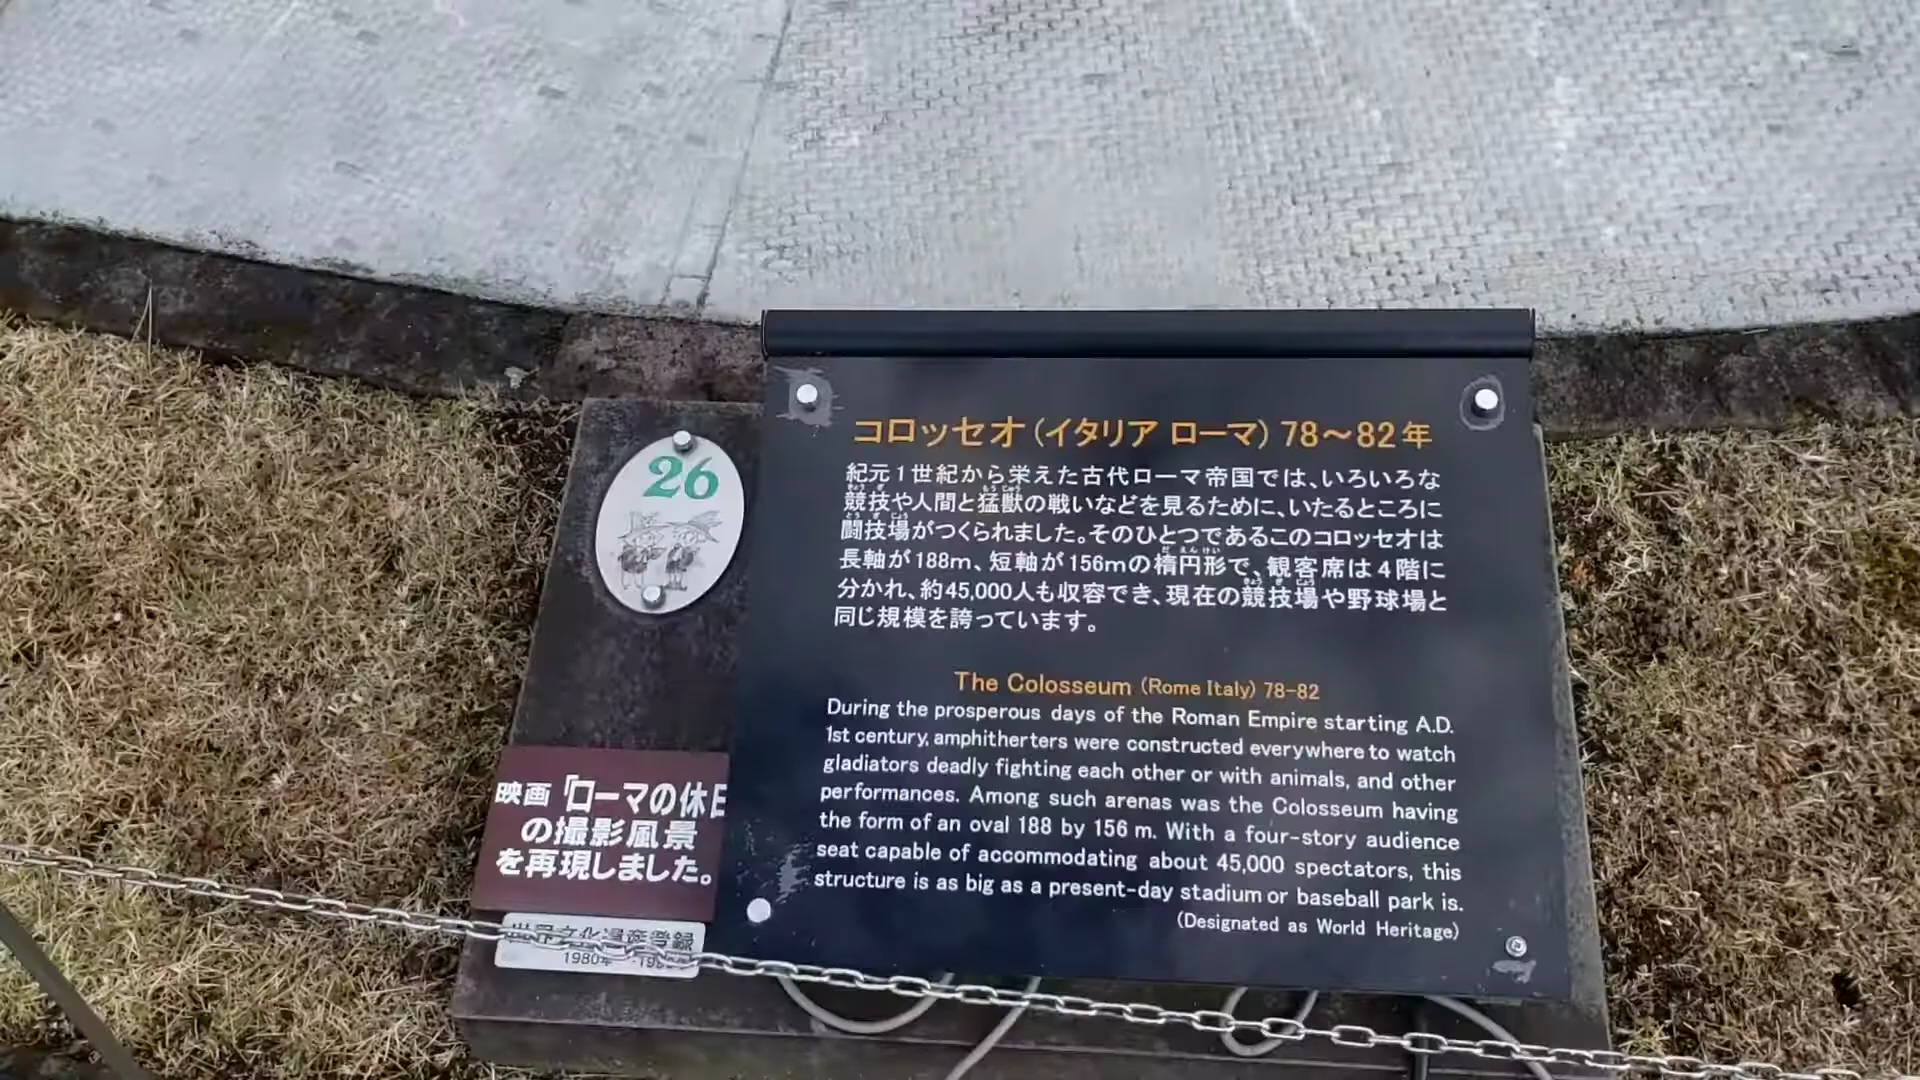 コロッセオ(イタリア ローマ) 78〜82年
紀元1世紀から栄えた古代ローマ帝国では、いろいろな
競技や人間と猛獣の戦いなどを見るために、いたるところに
闘技場がつくられました。そのひとつであるこのコロッセオは
長軸が188m、短軸が156mの楕円形で、観客席は4階に
分かれ、約45,000人も収容でき、現在の競技場や野球場と
同じ規模を誇っています。
The Colosseum (Rome Italy) 78-82
During the prosperous days of the Roman Empire starting A.D.
1st century, amphitherters were constructed everywhere to watch
gladiators deadly fighting each other or with animals, and other
performances. Among such arenas was the Colosseum having
the form of an oval 188 by 156 m. With a four-story audience
seat capable of accommodating about 45,000 spectators, this
structure is as big as a present-day stadium or baseball park is.
(Designated as World Heritage)
26
映画「ローマの休日
の撮影風景
を再現しました。
世界文化遺産登録
1980年